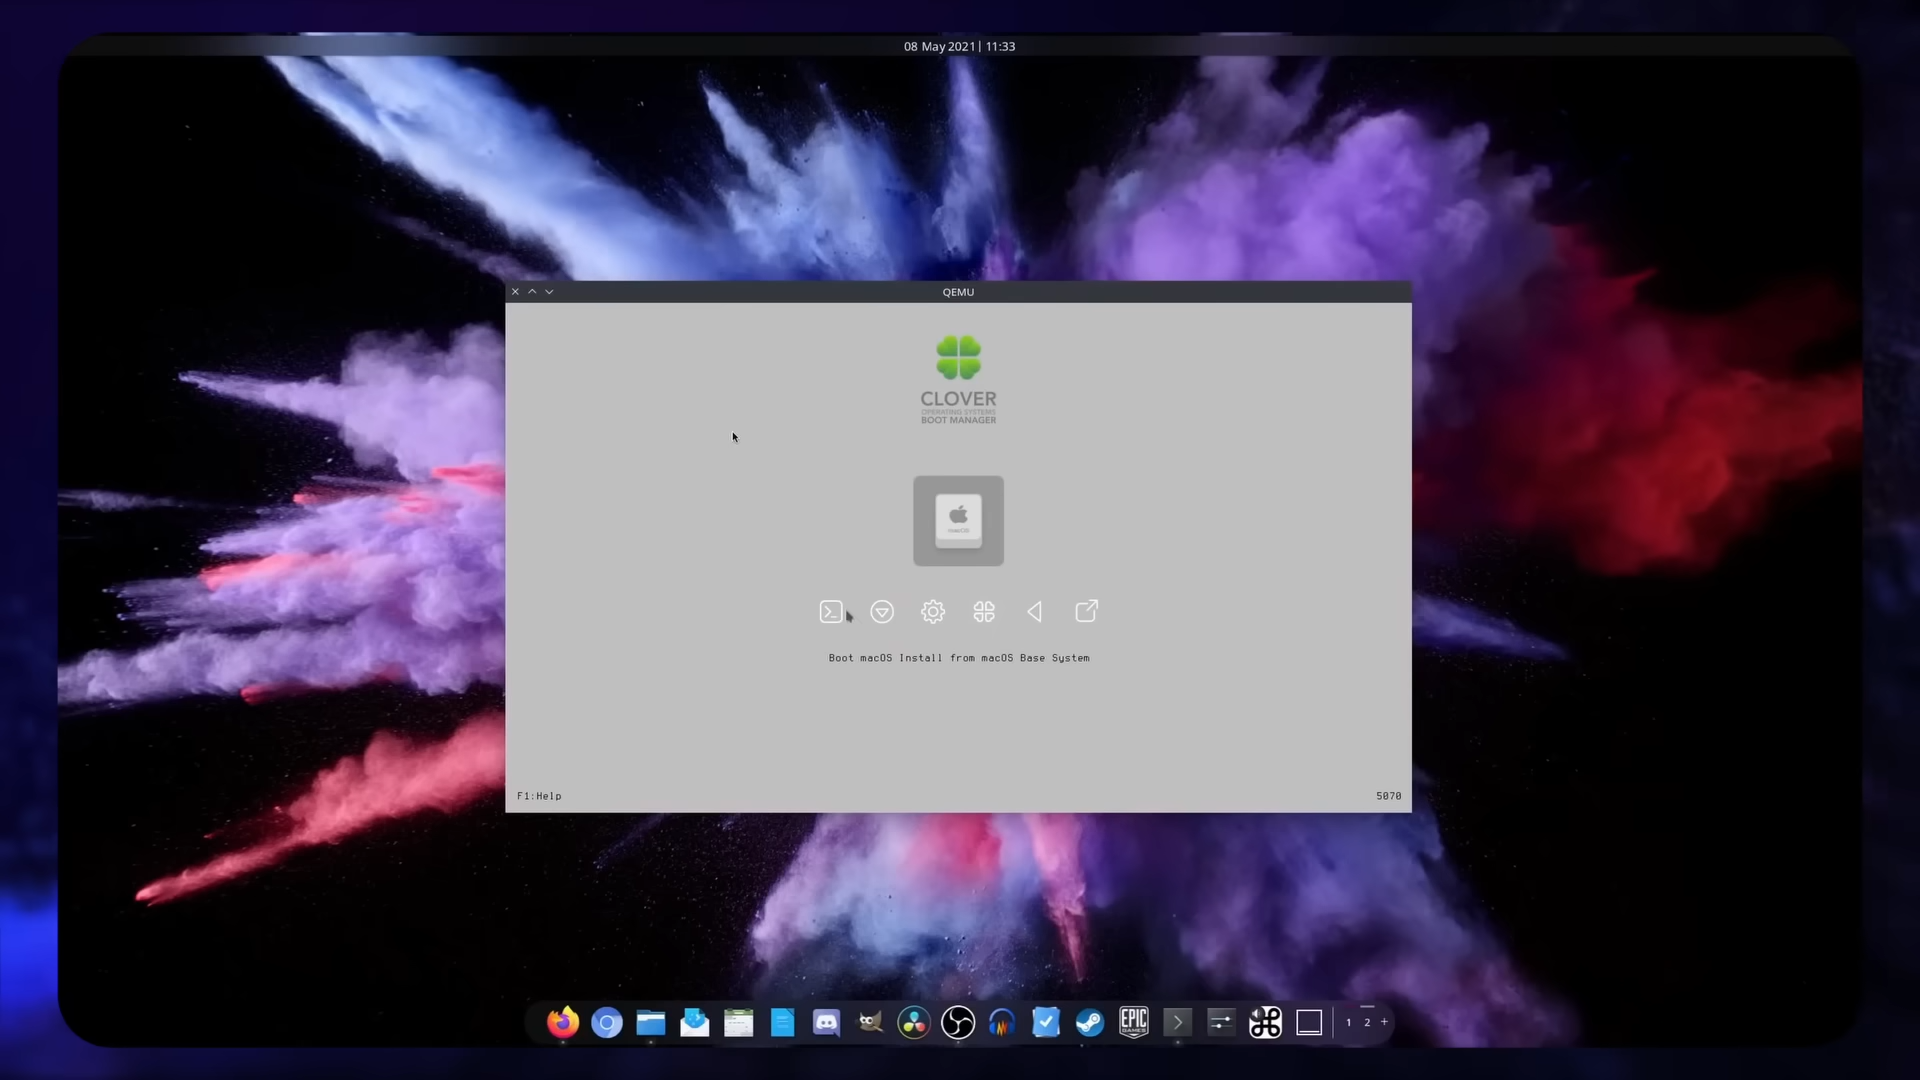 08 May 2021 | 11:33
QEMU
CLOVER
OPERATING SYSTEMS
BOOT MANAGER
macOS
Boot macOS Install from macOS Base System
F1:Help
5070
EPIC
GAMES
1 2 +